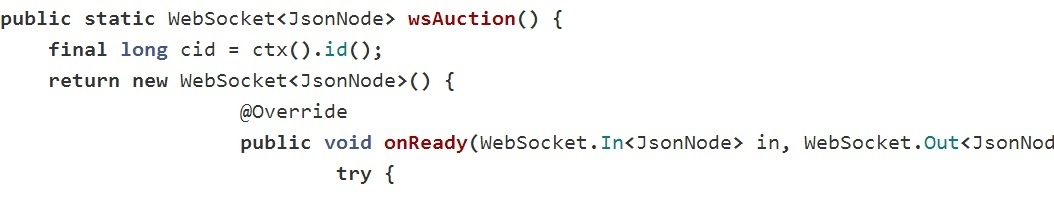 public static WebSocket<JsonNode> wsAuction() {
final long cid = ctx().id();
return new WebSocket<JsonNode>() {
@Override
public void onReady(WebSocket.In<JsonNode> in, WebSocket.Out<JsonNod
try {